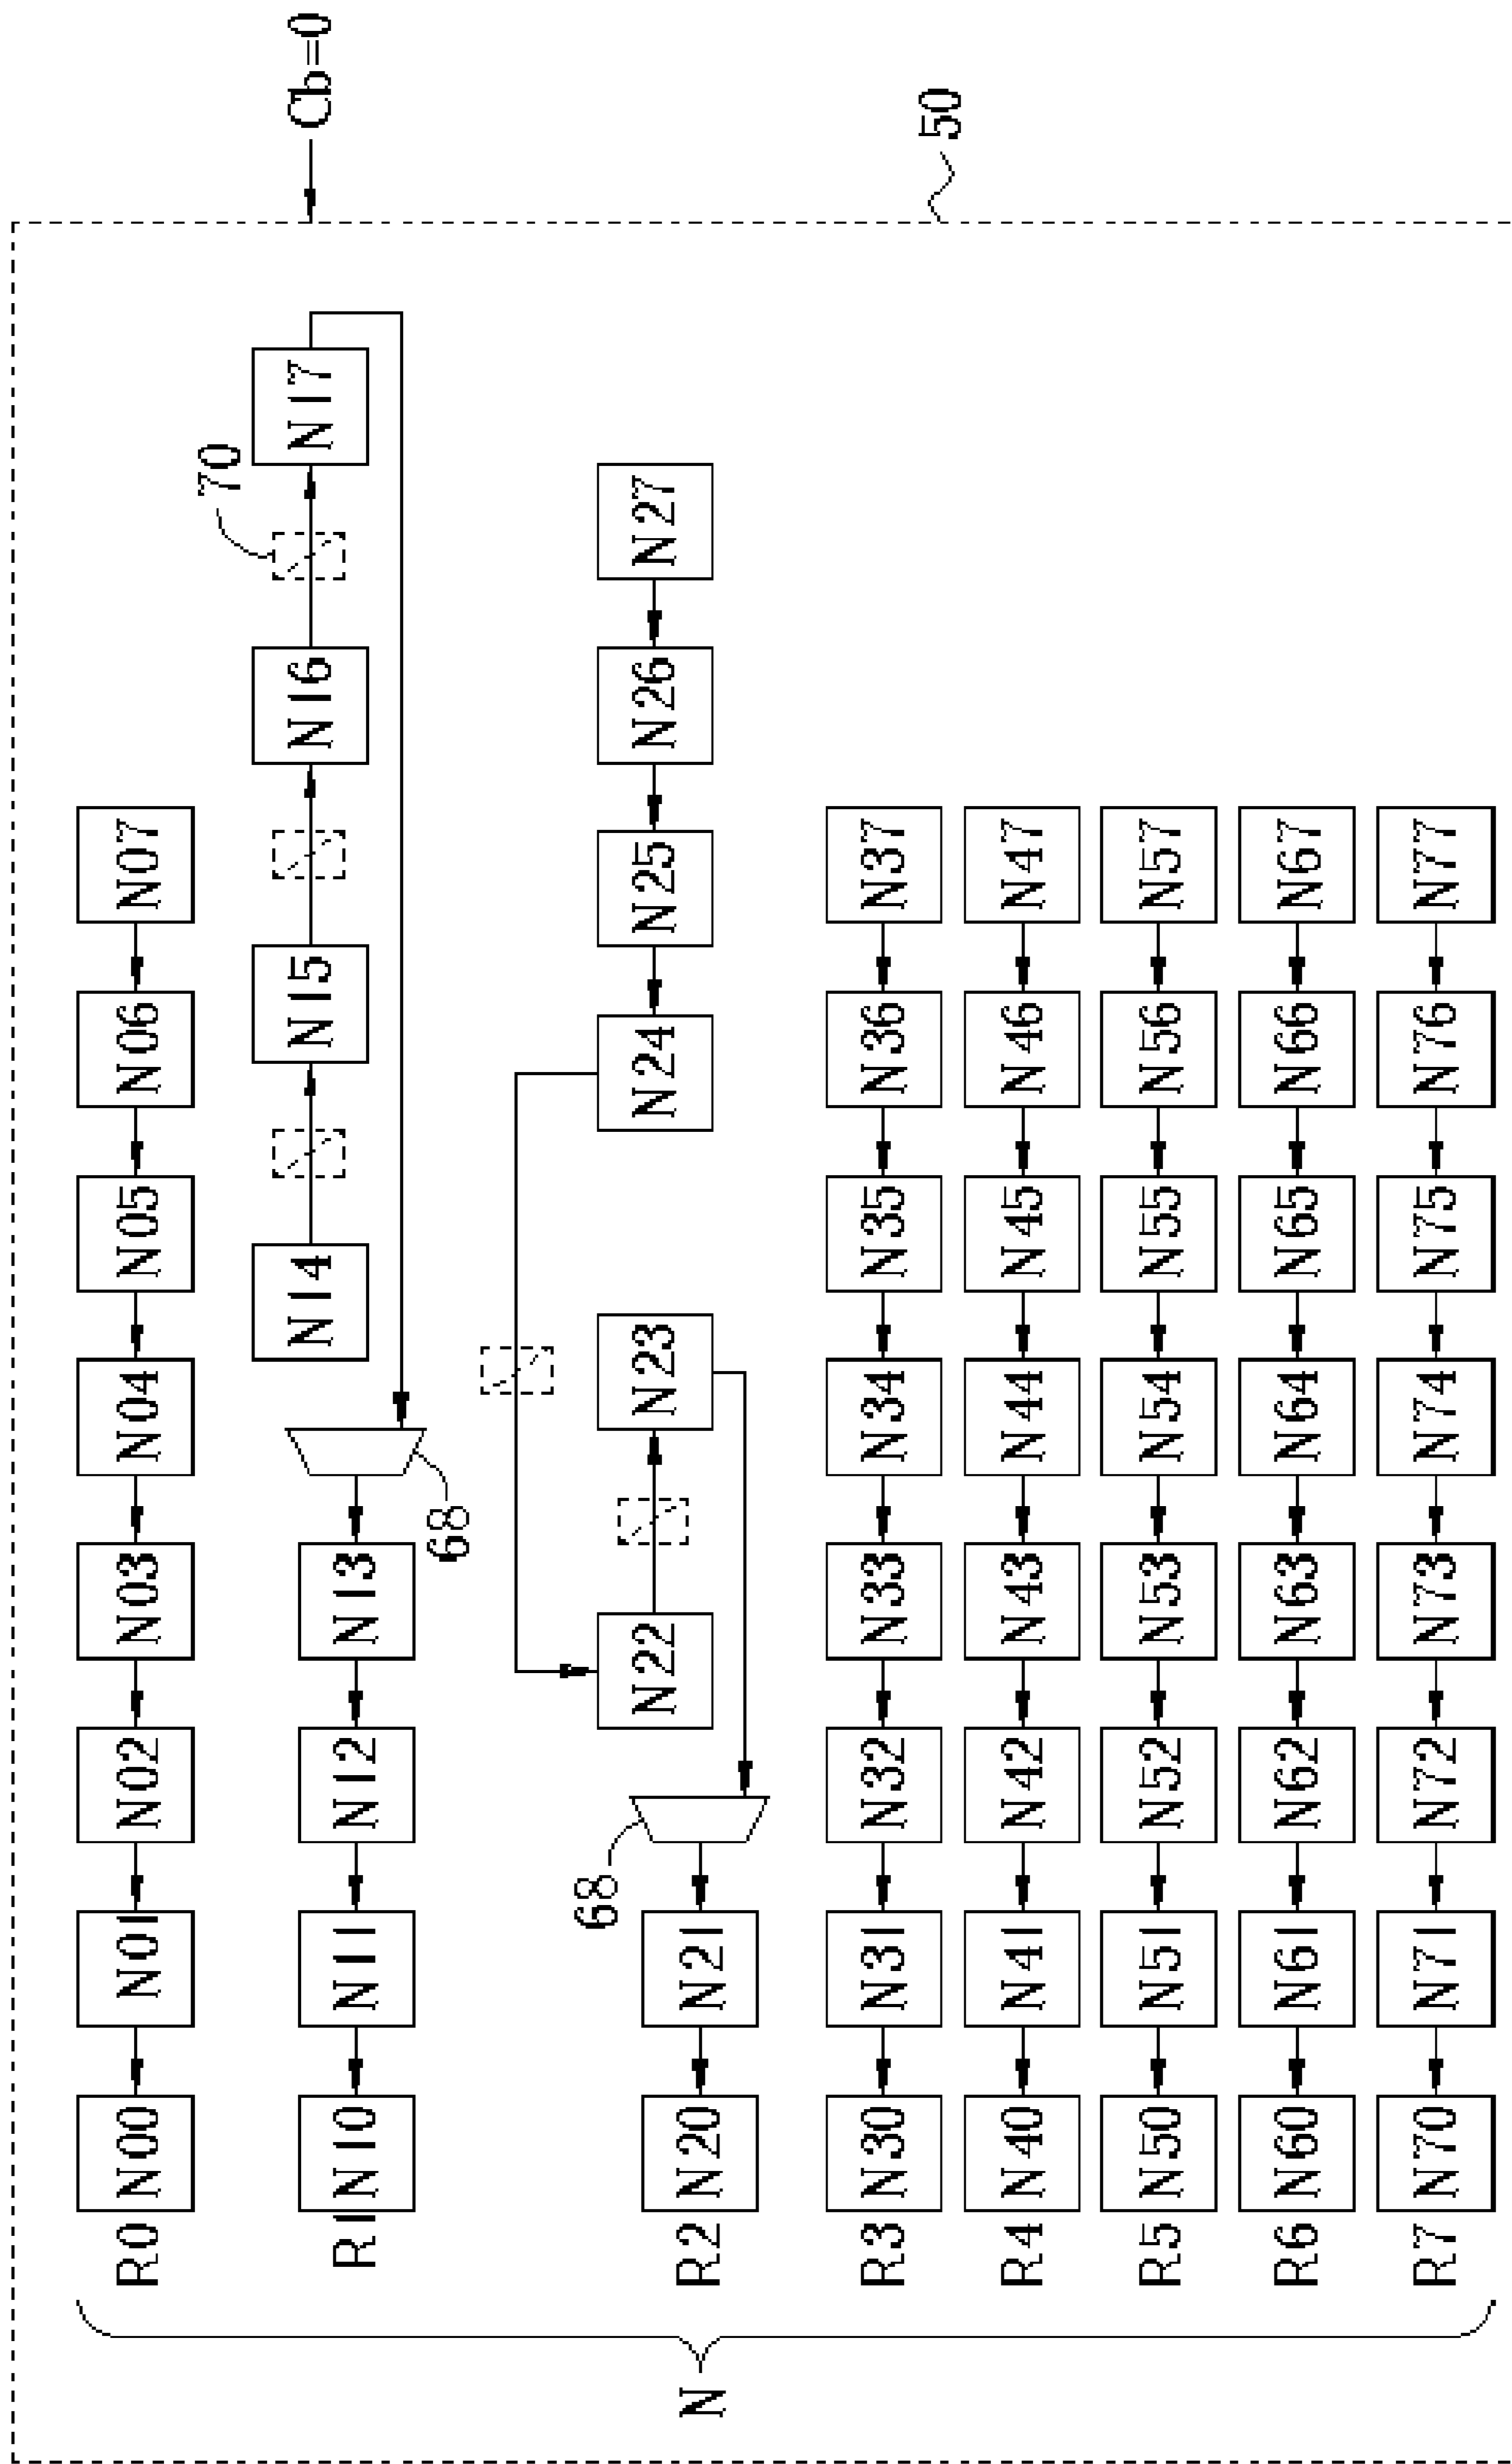 R0 N00 N01 N02 N03 N04 N05 N06 N07
70
N14 N15 N16 N17 Cb=0
R1 N10 N11 N12 N13
68
68
N22 N23 N24 N25 N26 N27
N R2 N20 N21
R3 N30 N31 N32 N33 N34 N35 N36 N37
50
R4 N40 N41 N42 N43 N44 N45 N46 N47
R5 N50 N51 N52 N53 N54 N55 N56 N57
R6 N60 N61 N62 N63 N64 N65 N66 N67
R7 N70 N71 N72 N73 N74 N75 N76 N77